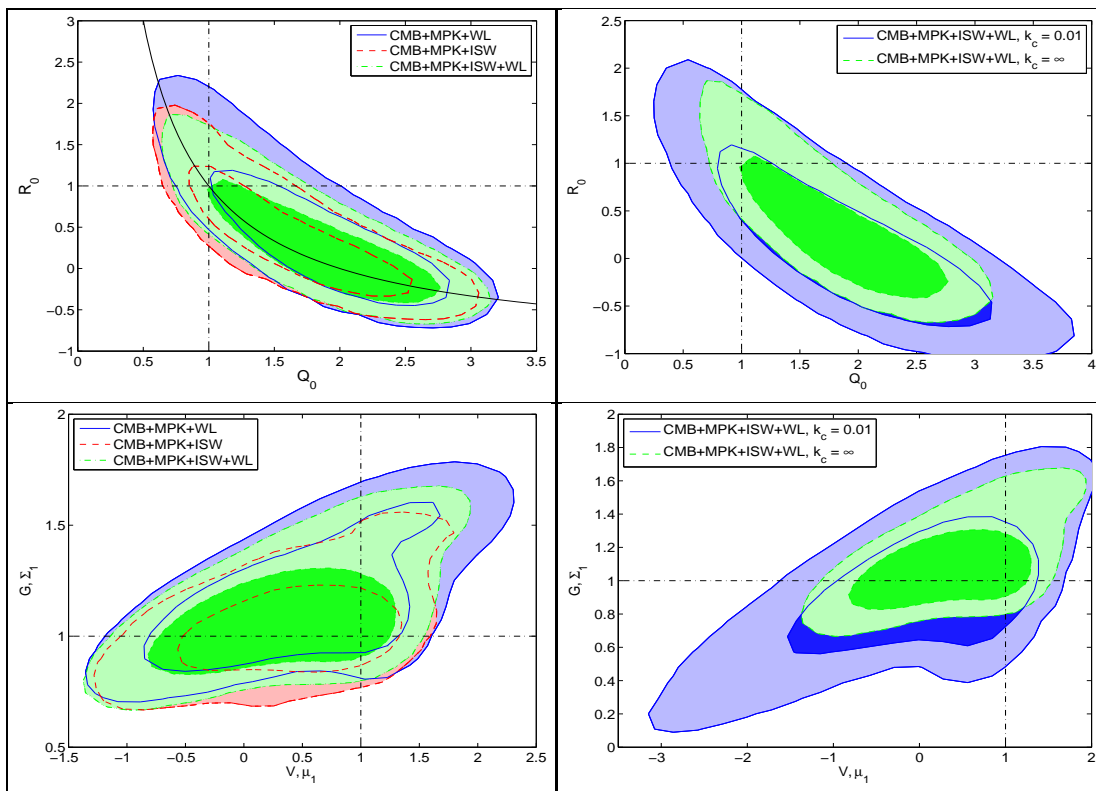 CMB+MPK+WL
CMB+MPK+ISW
CMB+MPK+ISW+WL
3
2.5
2
1.5
1
0.5
0
−0.5
−1
R0
0 0.5 1.0 1.5 2.0 2.5 3.0 3.5
Q0
CMB+MPK+ISW+WL, kc = 0.01
CMB+MPK+ISW+WL, kc = ∞
2.5
2
1.5
1
0.5
0
−0.5
−1
R0
0 0.5 1 1.5 2 2.5 3 3.5 4
Q0
CMB+MPK+WL
CMB+MPK+ISW
CMB+MPK+ISW+WL
2
1.5
1
0.5
G, Σ1
−1.5 −1 −0.5 0 0.5 1 1.5 2 2.5
V, μ1
CMB+MPK+ISW+WL, kc = 0.01
CMB+MPK+ISW+WL, kc = ∞
2
1.8
1.6
1.4
1.2
1
0.8
0.6
0.4
0.2
0
G, Σ1
−3 −2 −1 0 1 2
V, μ1